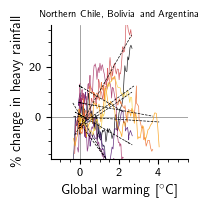 Northern Chile, Bolivia and Argentina
% change in heavy rainfall
20
0
0
2
4
Global warming [°C]